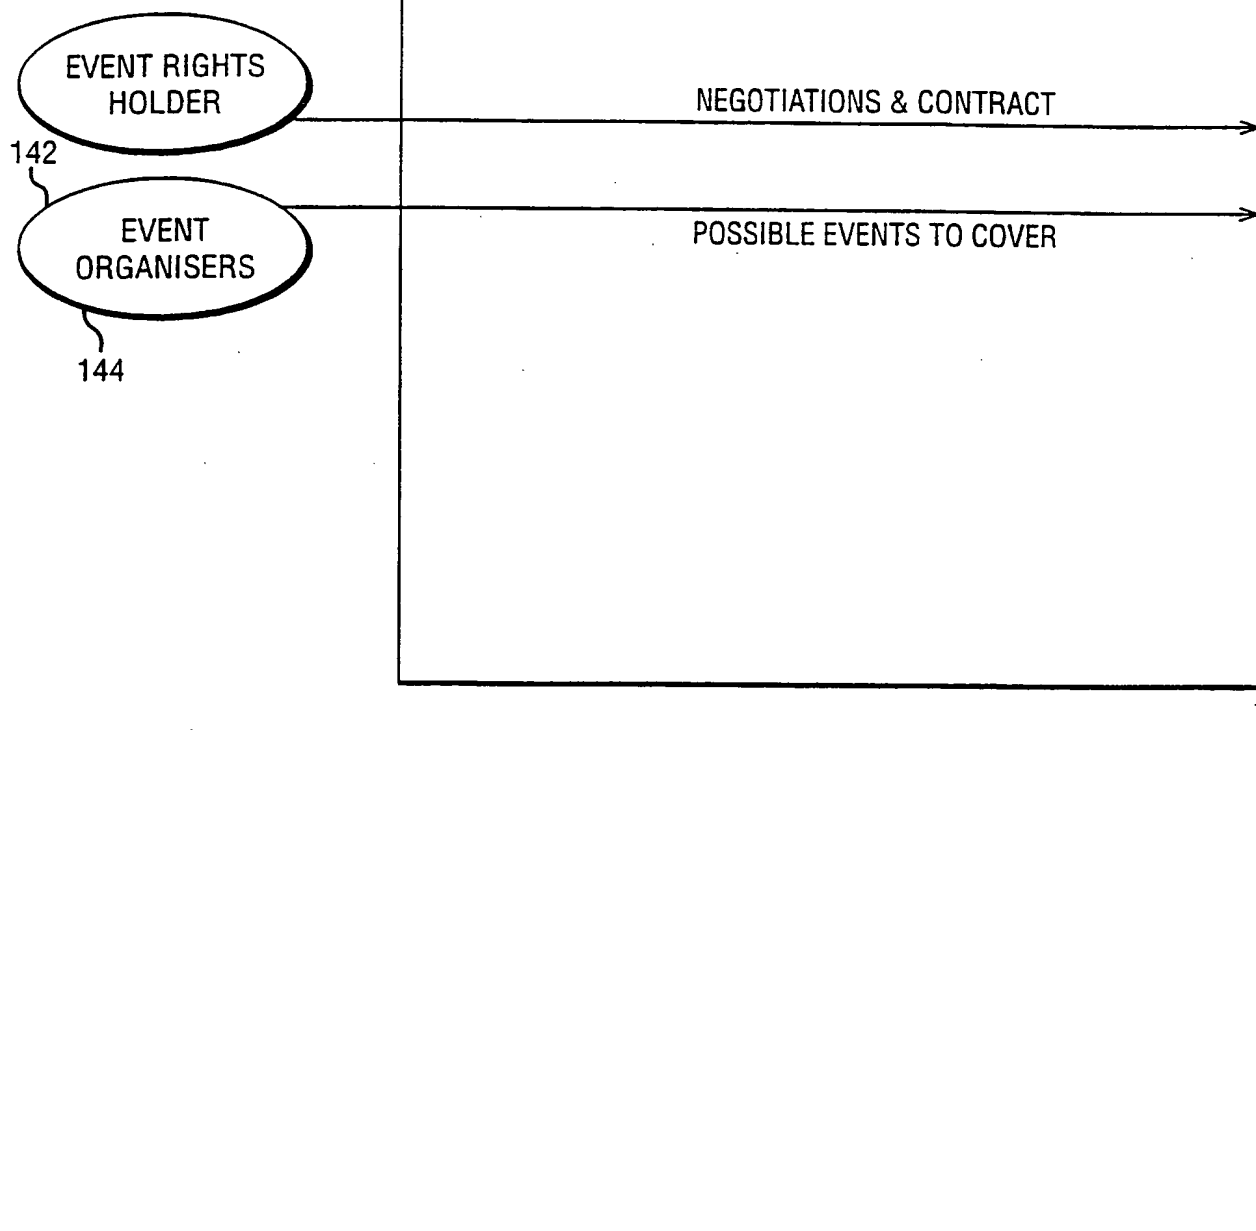 EVENT RIGHTS
HOLDER
NEGOTIATIONS & CONTRACT
142
EVENT
ORGANISERS
POSSIBLE EVENTS TO COVER
144